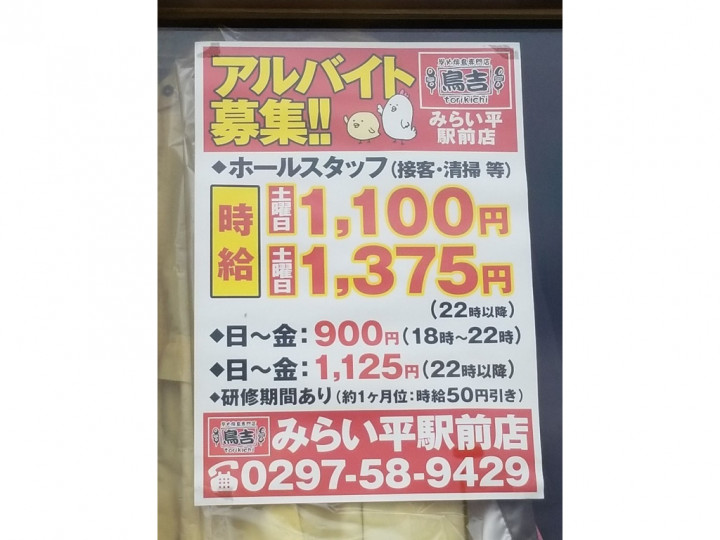 アルバイト
募集!!
鳥吉
torikichi
みらい平
駅前店
◆ホールスタッフ(接客・清掃 等)
時給
土曜日 1,100円
土曜日 1,375円
(22時以降)
◆日～金:900円(18時～22時)
◆日～金:1,125円(22時以降)
◆研修期間あり(約1ヶ月位:時給50円引き)
鳥吉
torikichi
みらい平駅前店
☎0297-58-9429